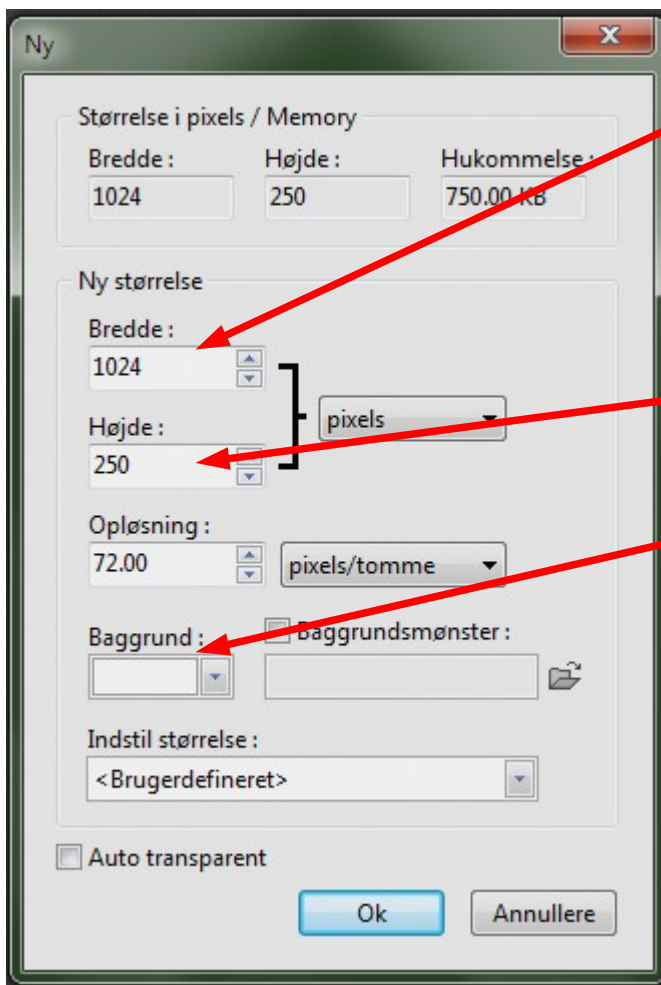 Ny
Størrelse i pixels / Memory
Bredde : Højde : Hukommelse :
1024 250 750.00 KB
Ny størrelse
Bredde :
1024
pixels
Højde :
250
Opløsning :
72.00 pixels/tomme
Baggrund : Baggrundsmønster :
Indstil størrelse :
<Brugerdefineret>
Auto transparent
Ok Annullere